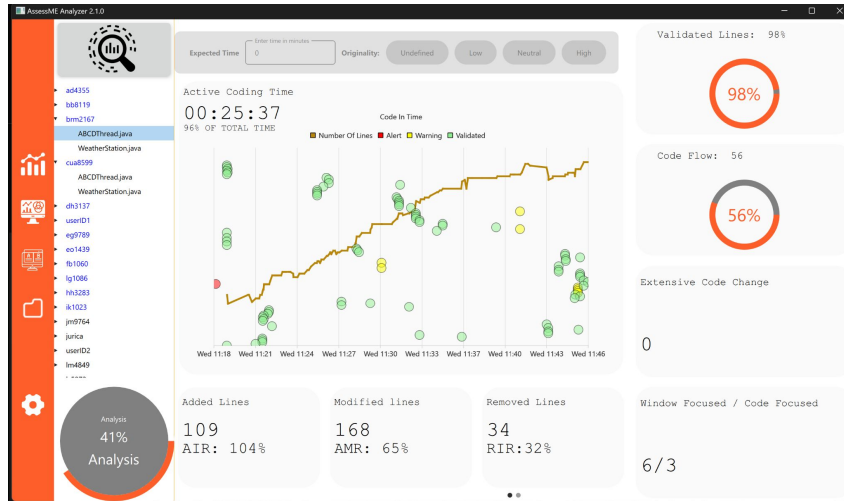 AssessME Analyzer 2.1.0
ad4355
bb8119
brm2167
ABCDThread.java
WeatherStation.java
cua8599
ABCDThread.java
WeatherStation.java
dh3137
userID1
eg9789
eo1439
fb1060
lg1086
hh3283
ik1023
jm9764
jurica
userID2
lm4849
Analysis
41%
Analysis
Expected Time
Enter time in minutes
0
Originality:
Undefined
Low
Neutral
High
Active Coding Time
00:25:37
96% OF TOTAL TIME
Code In Time
Number Of Lines Alert Warning Validated
Wed 11:18 Wed 11:21 Wed 11:24 Wed 11:27 Wed 11:30 Wed 11:33 Wed 11:37 Wed 11:40 Wed 11:43 Wed 11:46
Added Lines
109
AIR: 104%
Modified lines
168
AMR: 65%
Removed Lines
34
RIR:32%
Validated Lines: 98%
98%
Code Flow: 56
56%
Extensive Code Change
0
Window Focused / Code Focused
6/3